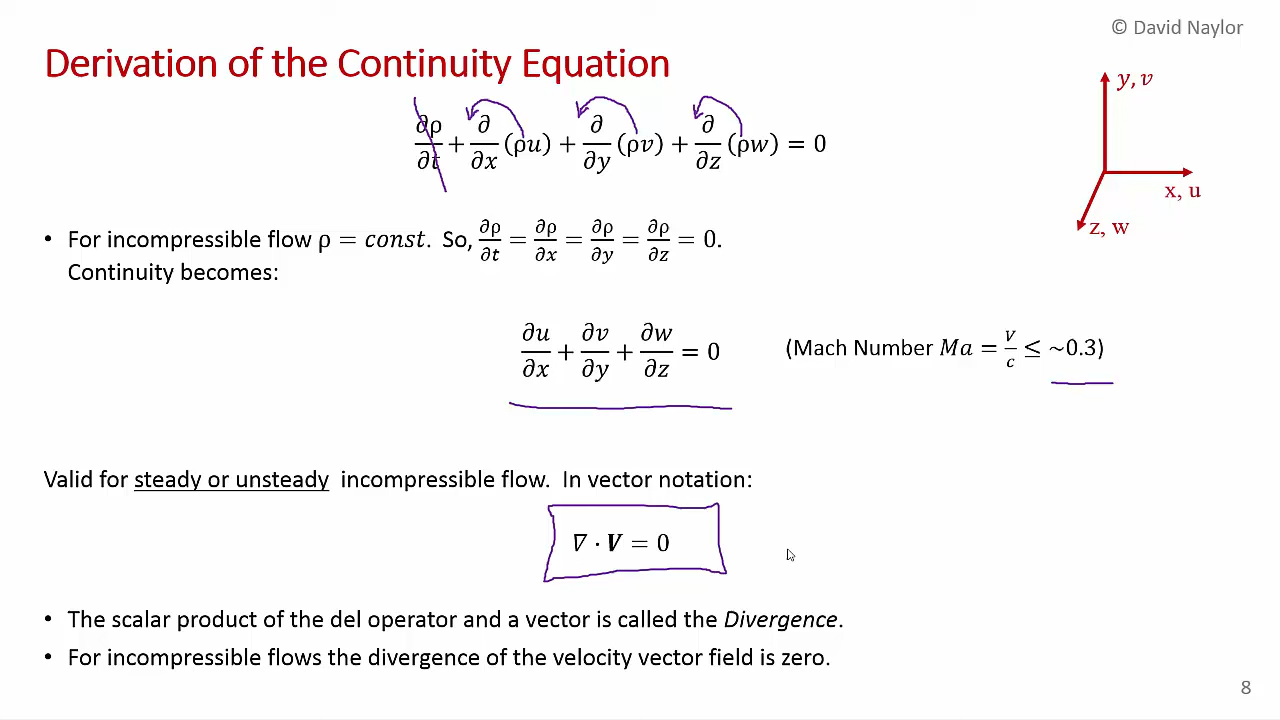 © David Naylor
Derivation of the Continuity Equation
y, v
∂ρ/∂t + ∂/∂x (ρu) + ∂/∂y (ρv) + ∂/∂z (ρw) = 0
x, u
z, w
• For incompressible flow ρ = const. So, ∂ρ/∂t = ∂ρ/∂x = ∂ρ/∂y = ∂ρ/∂z = 0.
Continuity becomes:
∂u/∂x + ∂v/∂y + ∂w/∂z = 0 (Mach Number Ma = V/c ≤ ~0.3)
Valid for steady or unsteady incompressible flow. In vector notation:
∇ · V = 0
• The scalar product of the del operator and a vector is called the Divergence.
• For incompressible flows the divergence of the velocity vector field is zero.
8